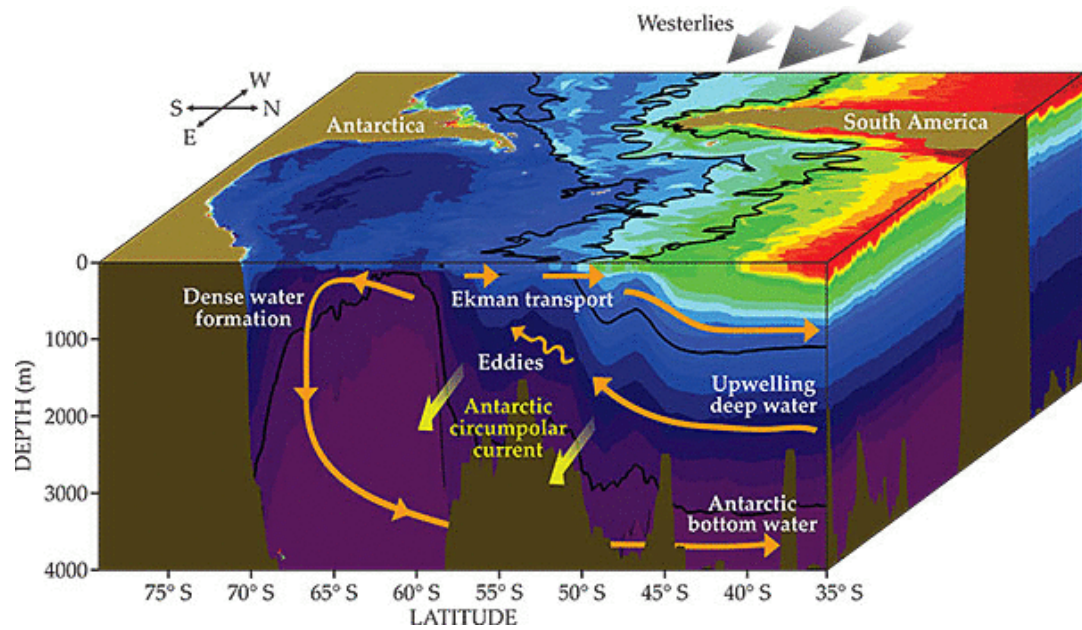 Westerlies
W
S
N
E
Antarctica
South America
0
1000
2000
3000
4000
DEPTH (m)
Dense water
formation
Ekman transport
Eddies
Antarctic
circumpolar
current
Upwelling
deep water
Antarctic
bottom water
75° S
70° S
65° S
60° S
55° S
50° S
45° S
40° S
35° S
LATITUDE